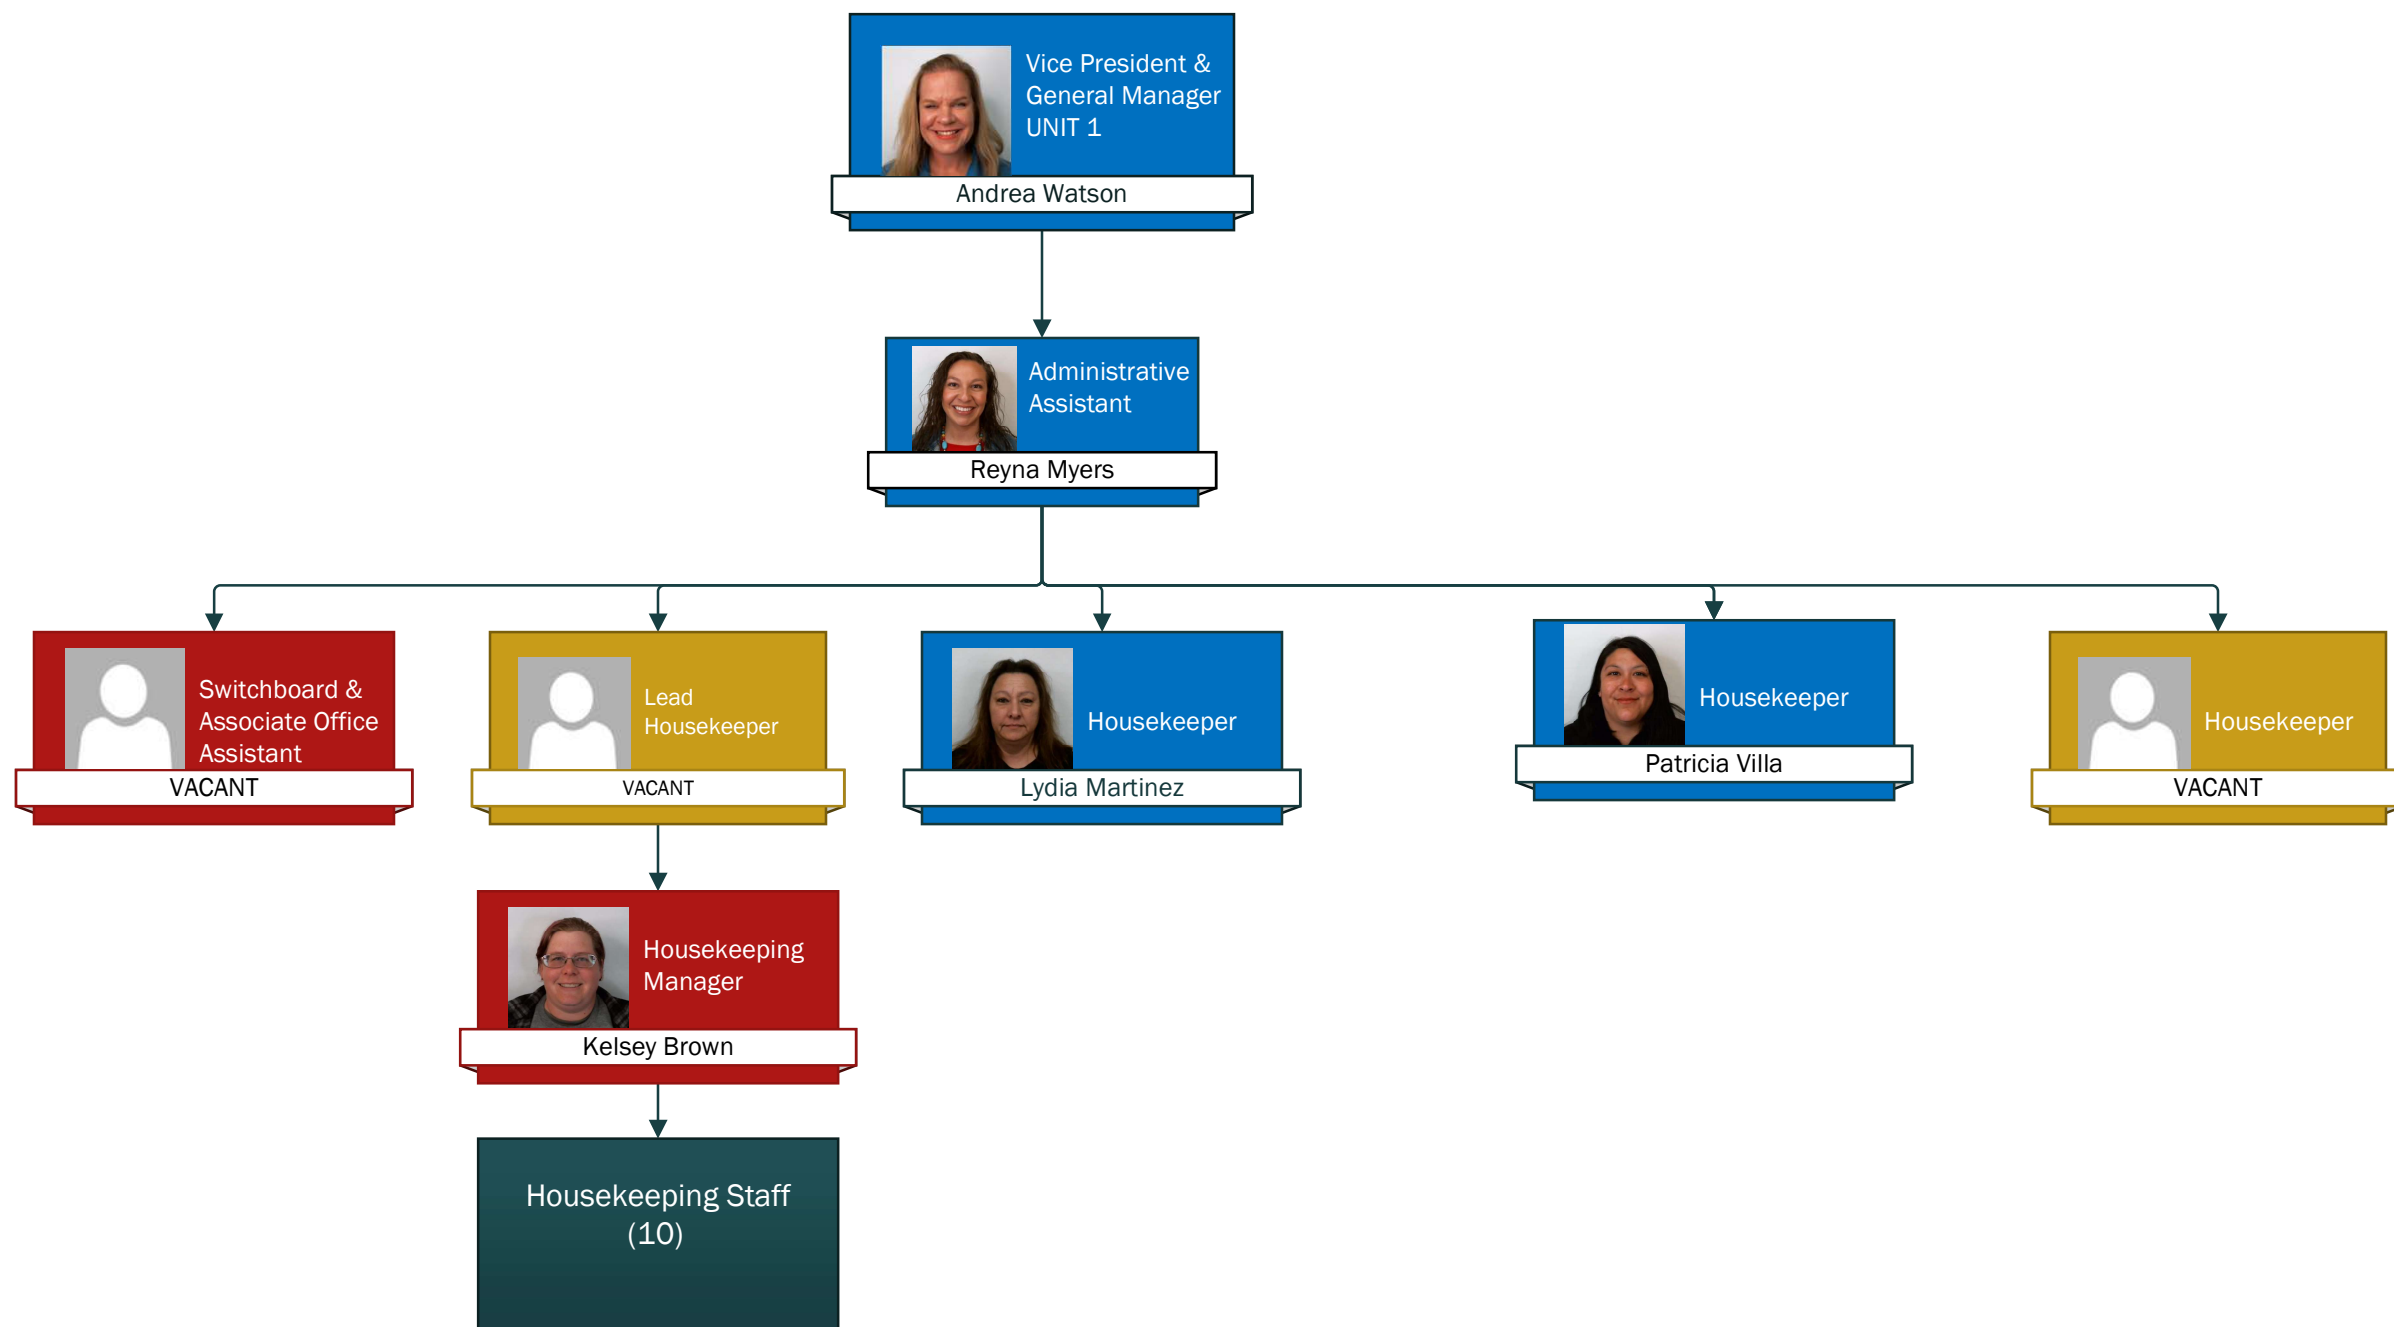 Vice President &
General Manager
UNIT 1
Andrea Watson
Administrative
Assistant
Reyna Myers
Switchboard &
Associate Office
Assistant
VACANT
Lead
Housekeeper
VACANT
Housekeeper
Lydia Martinez
Housekeeper
Patricia Villa
Housekeeper
VACANT
Housekeeping
Manager
Kelsey Brown
Housekeeping Staff
(10)